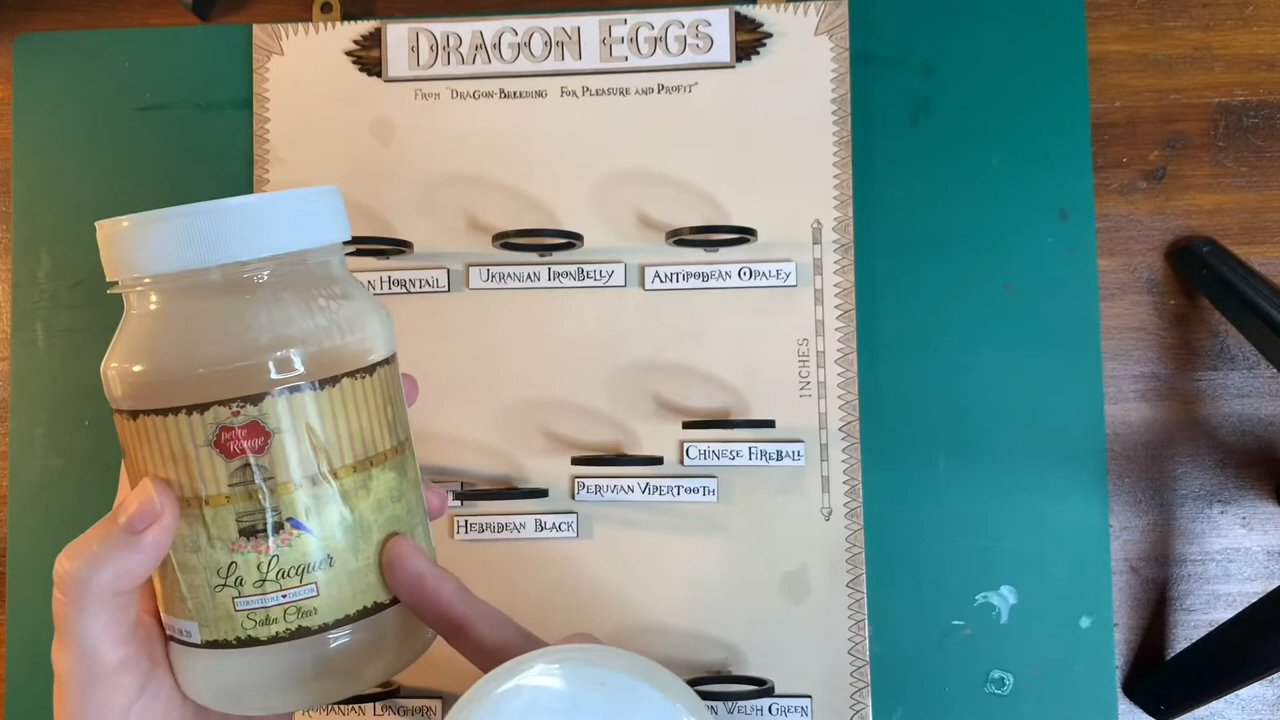 DRAGON EGGS
FROM "DRAGON-BREEDING FOR PLEASURE AND PROFIT"
N HORNTAIL
UKRANIAN IRONBELLY
ANTIPODEAN OPALEY
INCHES
CHINESE FIREBALL
PERUVIAN VIPERTOOTH
HEBRIDEAN BLACK
petite
Rouge
La Lacquer
FURNITURE ♥ DECOR
Satin Clear
ROMANIAN LONGHORN
N WELSH GREEN